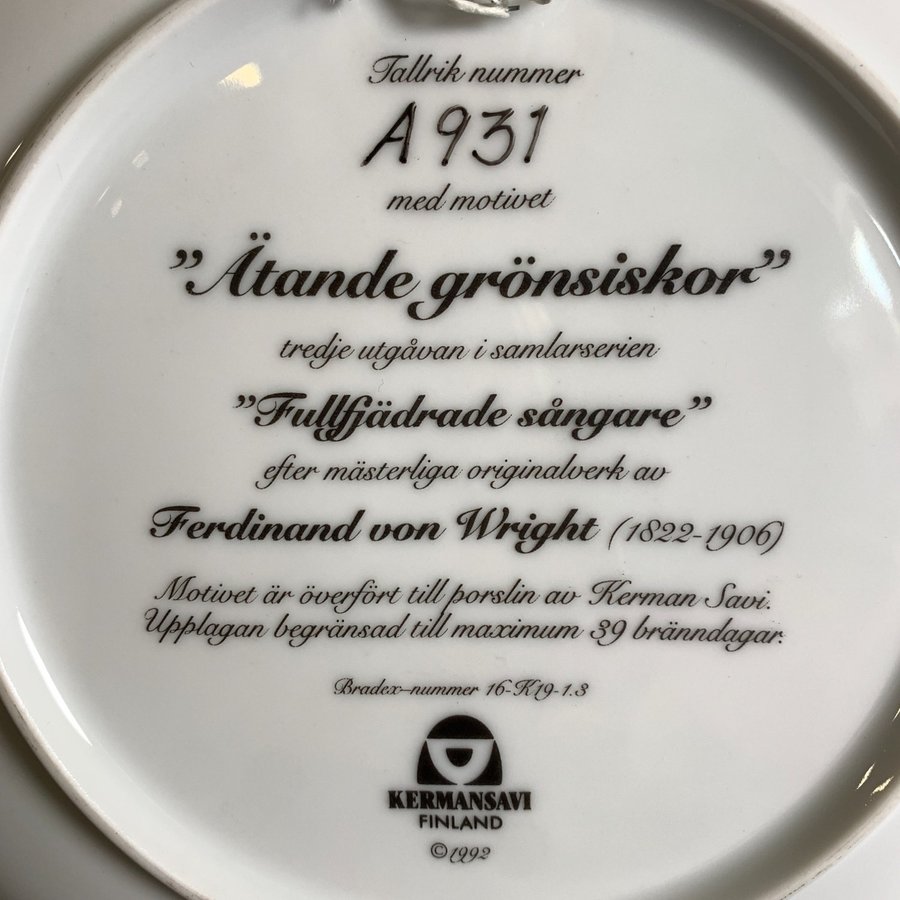 Tallrik nummer
A 931
med motivet
”Ätande grönsiskor”
tredje utgåvan i samlarserien
”Fullfjädrade sångare”
efter mästerliga originalverk av
Ferdinand von Wright (1822-1906)
Motivet är överfört till porslin av Kerman Savi.
Upplagan begränsad till maximum 39 bränndagar.
Bradex–nummer 16-K19-1.3
KERMANSAVI
FINLAND
©1992